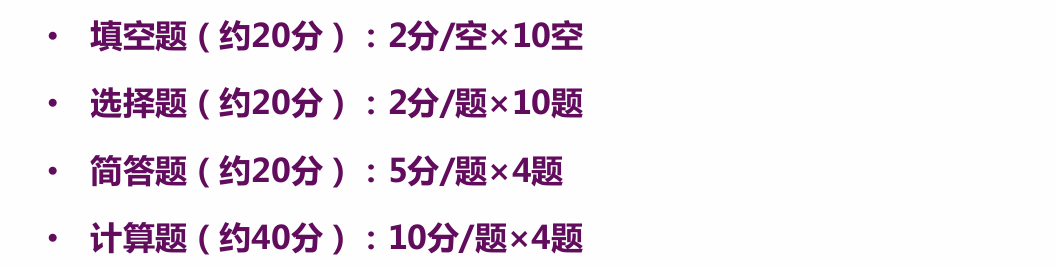 • 填空题（约20分）：2分/空×10空
• 选择题（约20分）：2分/题×10题
• 简答题（约20分）：5分/题×4题
• 计算题（约40分）：10分/题×4题